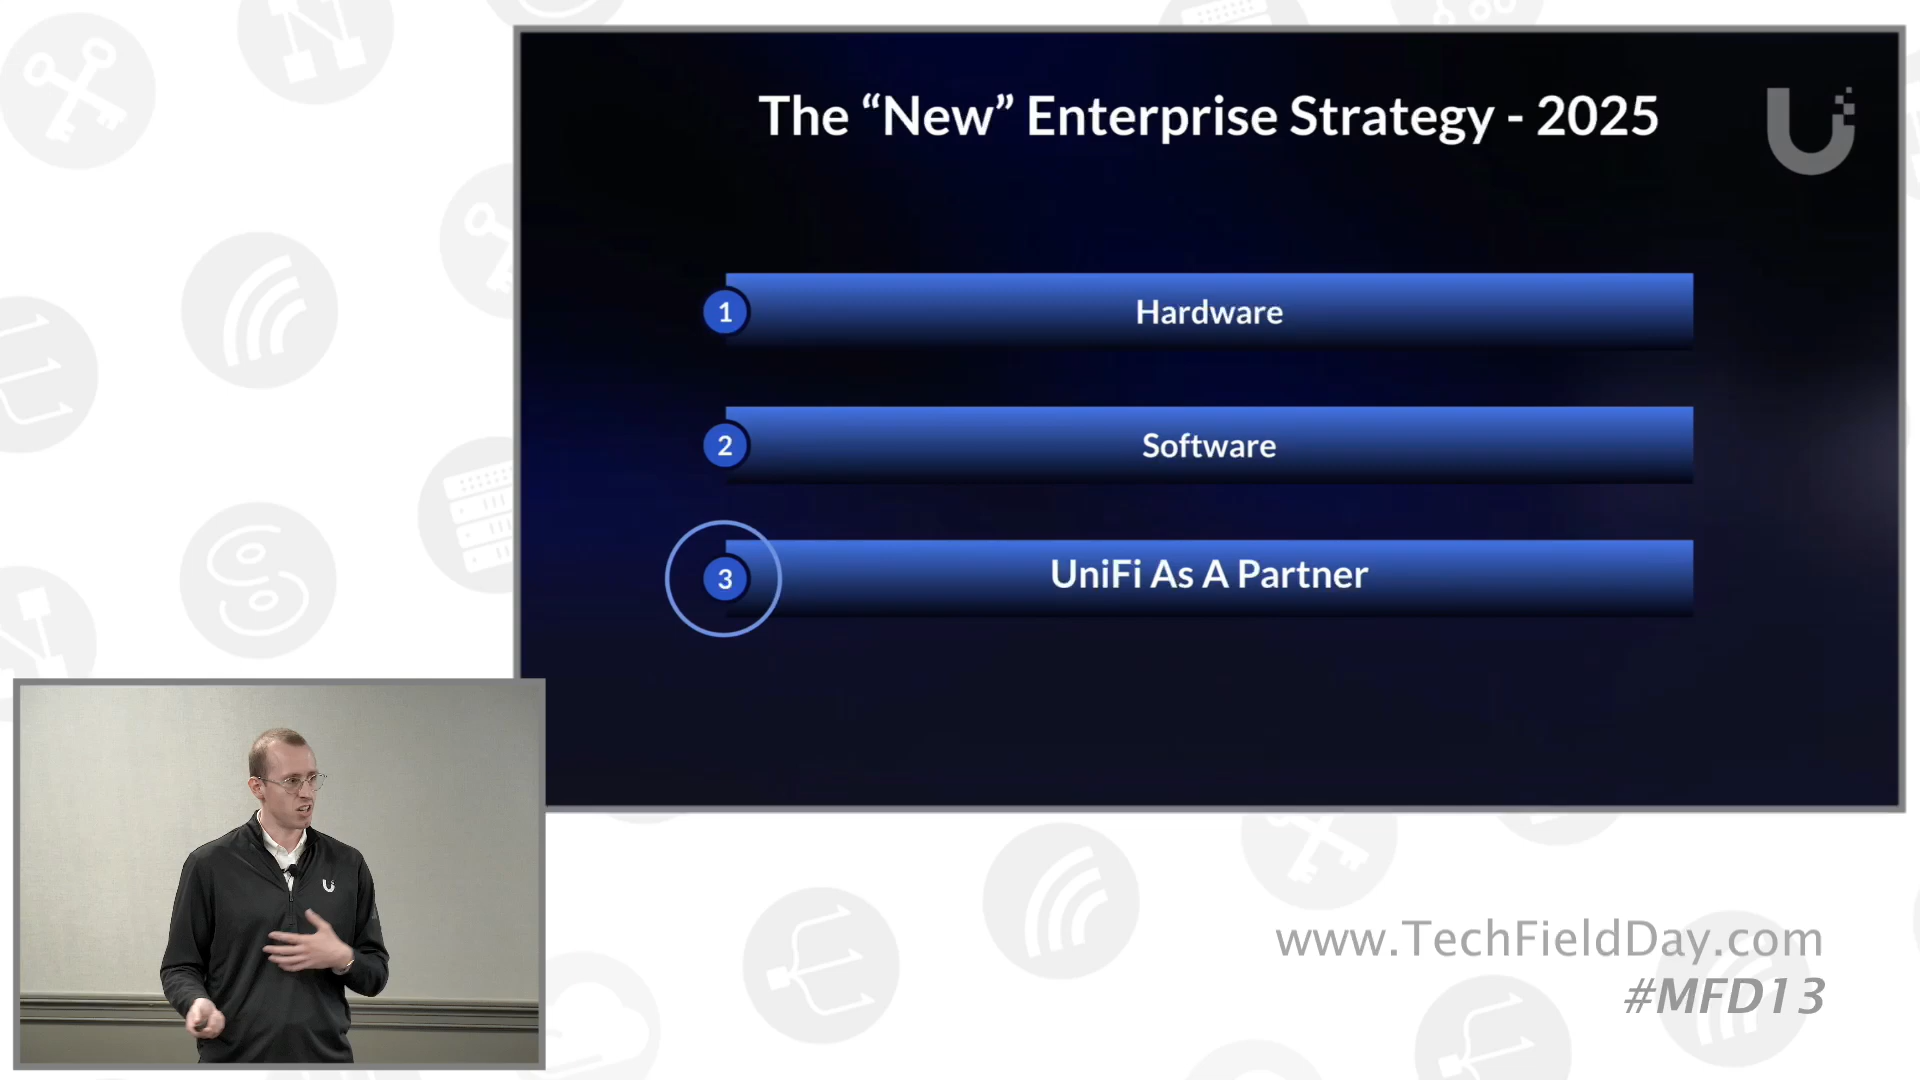 The “New” Enterprise Strategy - 2025
1 Hardware
2 Software
3 UniFi As A Partner
www.TechFieldDay.com
#MFD13